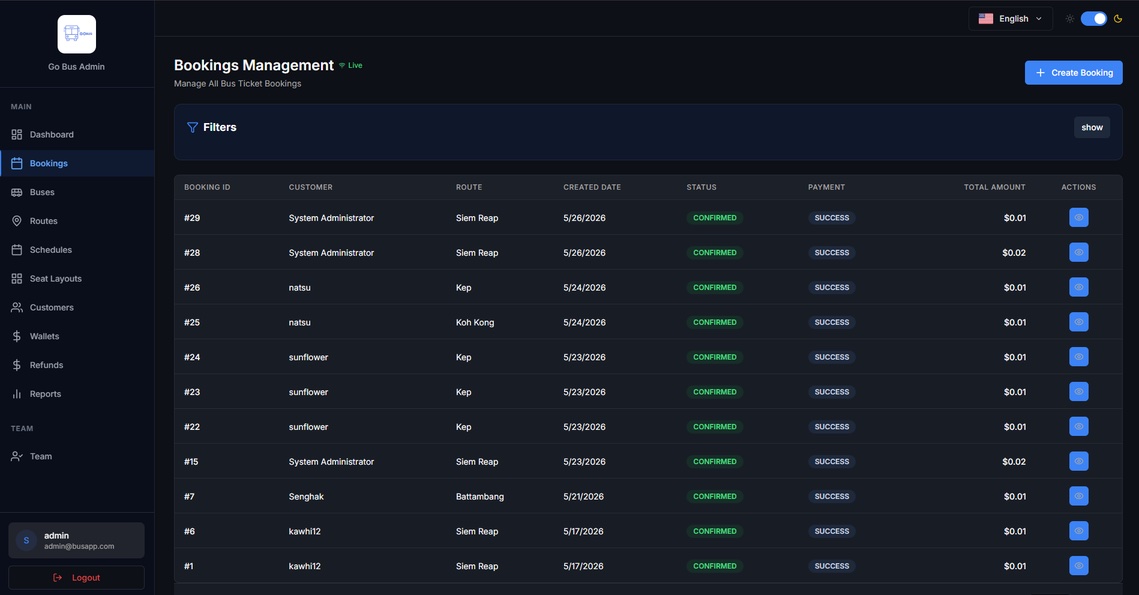 GoBest
Go Bus Admin
MAIN
Dashboard
Bookings
Buses
Routes
Schedules
Seat Layouts
Customers
Wallets
Refunds
Reports
TEAM
Team
S
admin
admin@busapp.com
Logout
English
Bookings Management Live
Manage All Bus Ticket Bookings
+ Create Booking
Filters
show
BOOKING ID CUSTOMER ROUTE CREATED DATE STATUS PAYMENT TOTAL AMOUNT ACTIONS
#29 System Administrator Siem Reap 5/26/2026 CONFIRMED SUCCESS $0.01
#28 System Administrator Siem Reap 5/26/2026 CONFIRMED SUCCESS $0.02
#26 natsu Kep 5/24/2026 CONFIRMED SUCCESS $0.01
#25 natsu Koh Kong 5/24/2026 CONFIRMED SUCCESS $0.01
#24 sunflower Kep 5/23/2026 CONFIRMED SUCCESS $0.01
#23 sunflower Kep 5/23/2026 CONFIRMED SUCCESS $0.01
#22 sunflower Kep 5/23/2026 CONFIRMED SUCCESS $0.01
#15 System Administrator Siem Reap 5/23/2026 CONFIRMED SUCCESS $0.02
#7 Senghak Battambang 5/21/2026 CONFIRMED SUCCESS $0.01
#6 kawhi12 Siem Reap 5/17/2026 CONFIRMED SUCCESS $0.01
#1 kawhi12 Siem Reap 5/17/2026 CONFIRMED SUCCESS $0.01